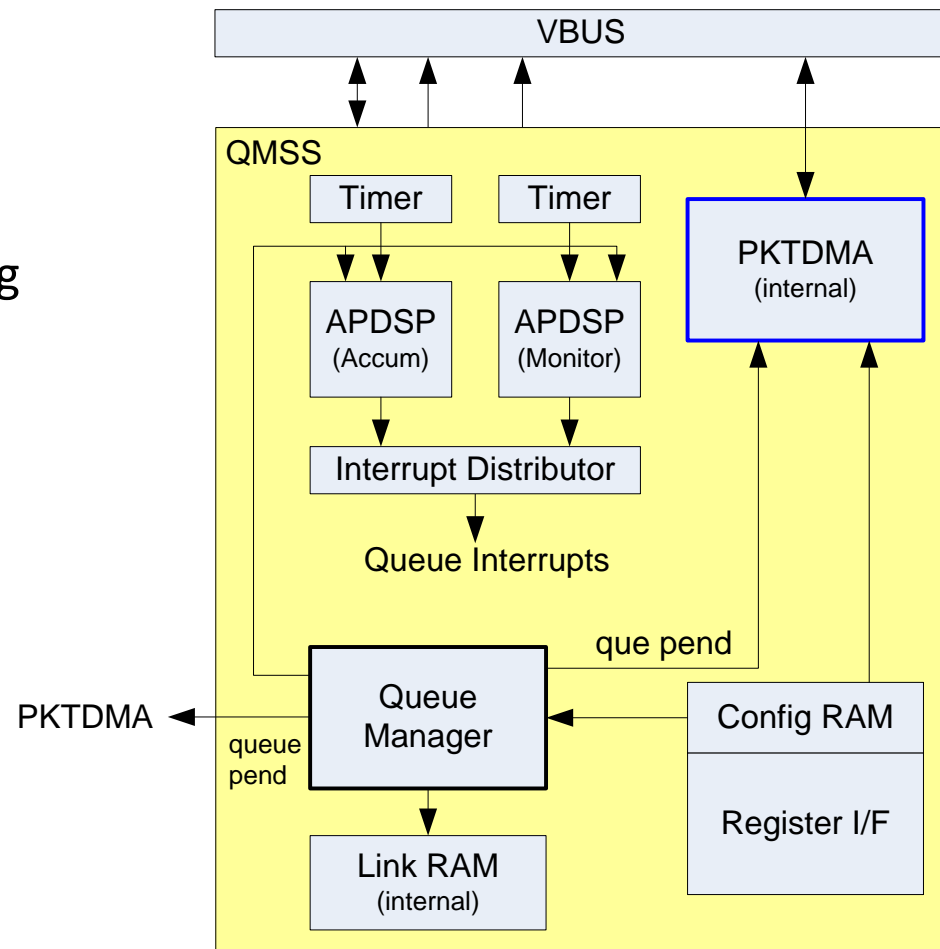 VBUS
QMSS
Timer
Timer
PKTDMA
(internal)
g
APDSP
(Accum)
APDSP
(Monitor)
Interrupt Distributor
Queue Interrupts
que pend
Queue
Manager
PKTDMA
queue
pend
Config RAM
Register I/F
Link RAM
(internal)